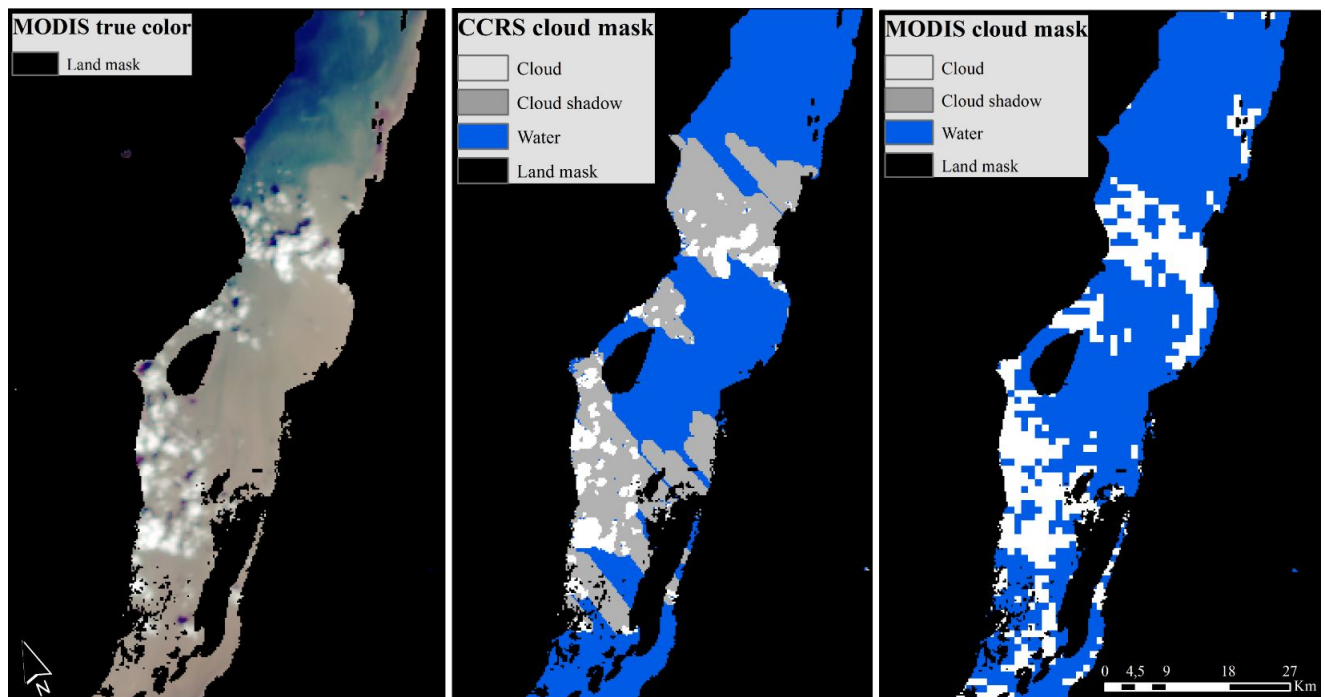 MODIS true color
Land mask
CCRS cloud mask
Cloud
Cloud shadow
Water
Land mask
MODIS cloud mask
Cloud
Cloud shadow
Water
Land mask
N
0 4,5 9 18 27
Km